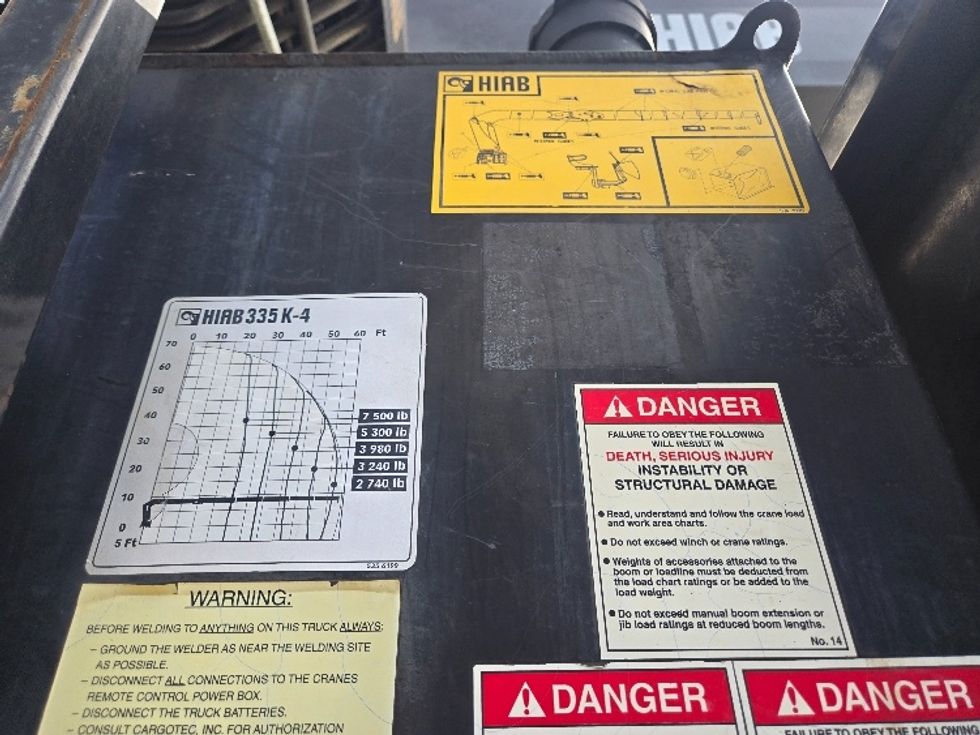 HIAB
HIAB
HIAB 335 K-4
0 10 20 30 40 50 60 Ft
70
60
50
40
30
20
10
0
5 Ft
7 500 lb
5 300 lb
3 980 lb
3 240 lb
2 740 lb
DANGER
FAILURE TO OBEY THE FOLLOWING
WILL RESULT IN
DEATH, SERIOUS INJURY
INSTABILITY OR
STRUCTURAL DAMAGE
● Read, understand and follow the crane load
and work area charts.
● Do not exceed winch or crane ratings.
● Weights of accessories attached to the
boom or loadline must be deducted from
the load chart ratings or be added to the
load weight.
● Do not exceed manual boom extension or
jib load ratings at reduced boom lengths.
No. 14
WARNING:
BEFORE WELDING TO ANYTHING ON THIS TRUCK ALWAYS:
– GROUND THE WELDER AS NEAR THE WELDING SITE
AS POSSIBLE.
– DISCONNECT ALL CONNECTIONS TO THE CRANES
REMOTE CONTROL POWER BOX.
– DISCONNECT THE TRUCK BATTERIES.
– CONSULT CARGOTEC, INC. FOR AUTHORIZATION
DANGER
DANGER
FAILURE TO OBEY THE FOLLOWING